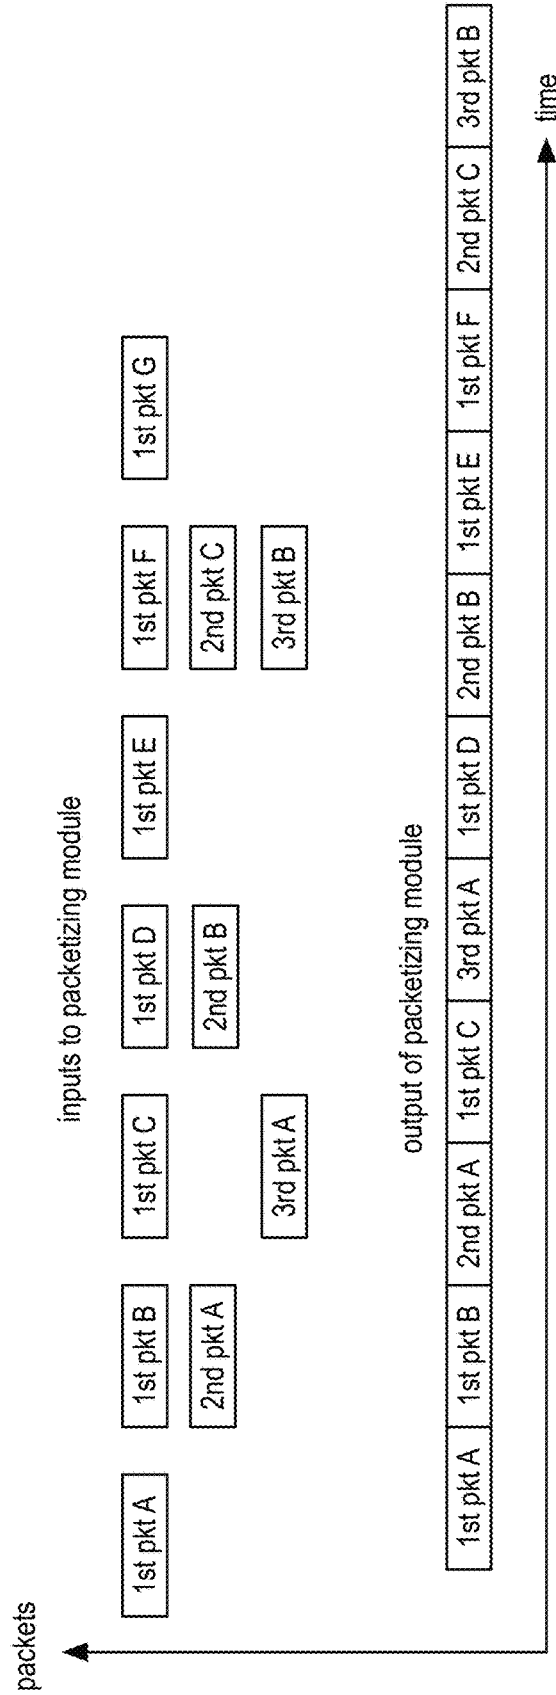 packets
inputs to packetizing module
1st pkt A
1st pkt B
1st pkt C
1st pkt D
1st pkt E
1st pkt F
1st pkt G
2nd pkt A
2nd pkt B
2nd pkt C
3rd pkt A
3rd pkt B
output of packetizing module
1st pkt A
1st pkt B
2nd pkt A
1st pkt C
3rd pkt A
1st pkt D
2nd pkt B
1st pkt E
1st pkt F
2nd pkt C
3rd pkt B
time